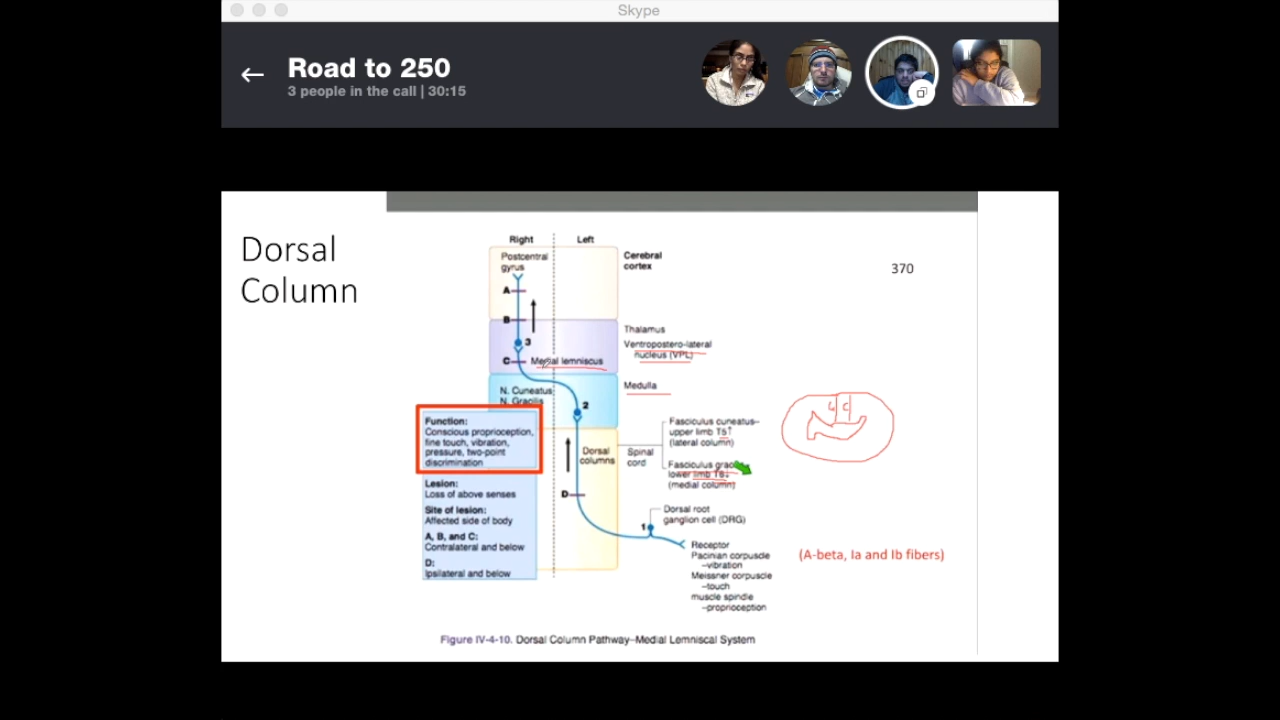 Skype
Road to 250
3 people in the call | 30:15
Dorsal
Column
Right
Left
Postcentral
gyrus
Cerebral
cortex
370
A
B
Thalamus
3
Ventropostero-lateral
nucleus (VPL)
C
Medial lemniscus
Medulla
N. Cuneatus
N. Gracilis
2
G C
Function:
Conscious proprioception,
fine touch, vibration,
pressure, two-point
discrimination
Fasciculus cuneatus–
upper limb T5↑
(lateral column)
Dorsal
columns
Spinal
cord
Fasciculus
lower limb T6↓
(medial column)
Lesion:
Loss of above senses
D
Site of lesion:
Affected side of body
Dorsal root
ganglion cell (DRG)
1
A, B, and C:
Contralateral and below
D:
Ipsilateral and below
Receptor
Pacinian corpuscle
–vibration
Meissner corpuscle
–touch
muscle spindle
–proprioception
(A-beta, Ia and Ib fibers)
Figure IV-4-10. Dorsal Column Pathway–Medial Lemniscal System